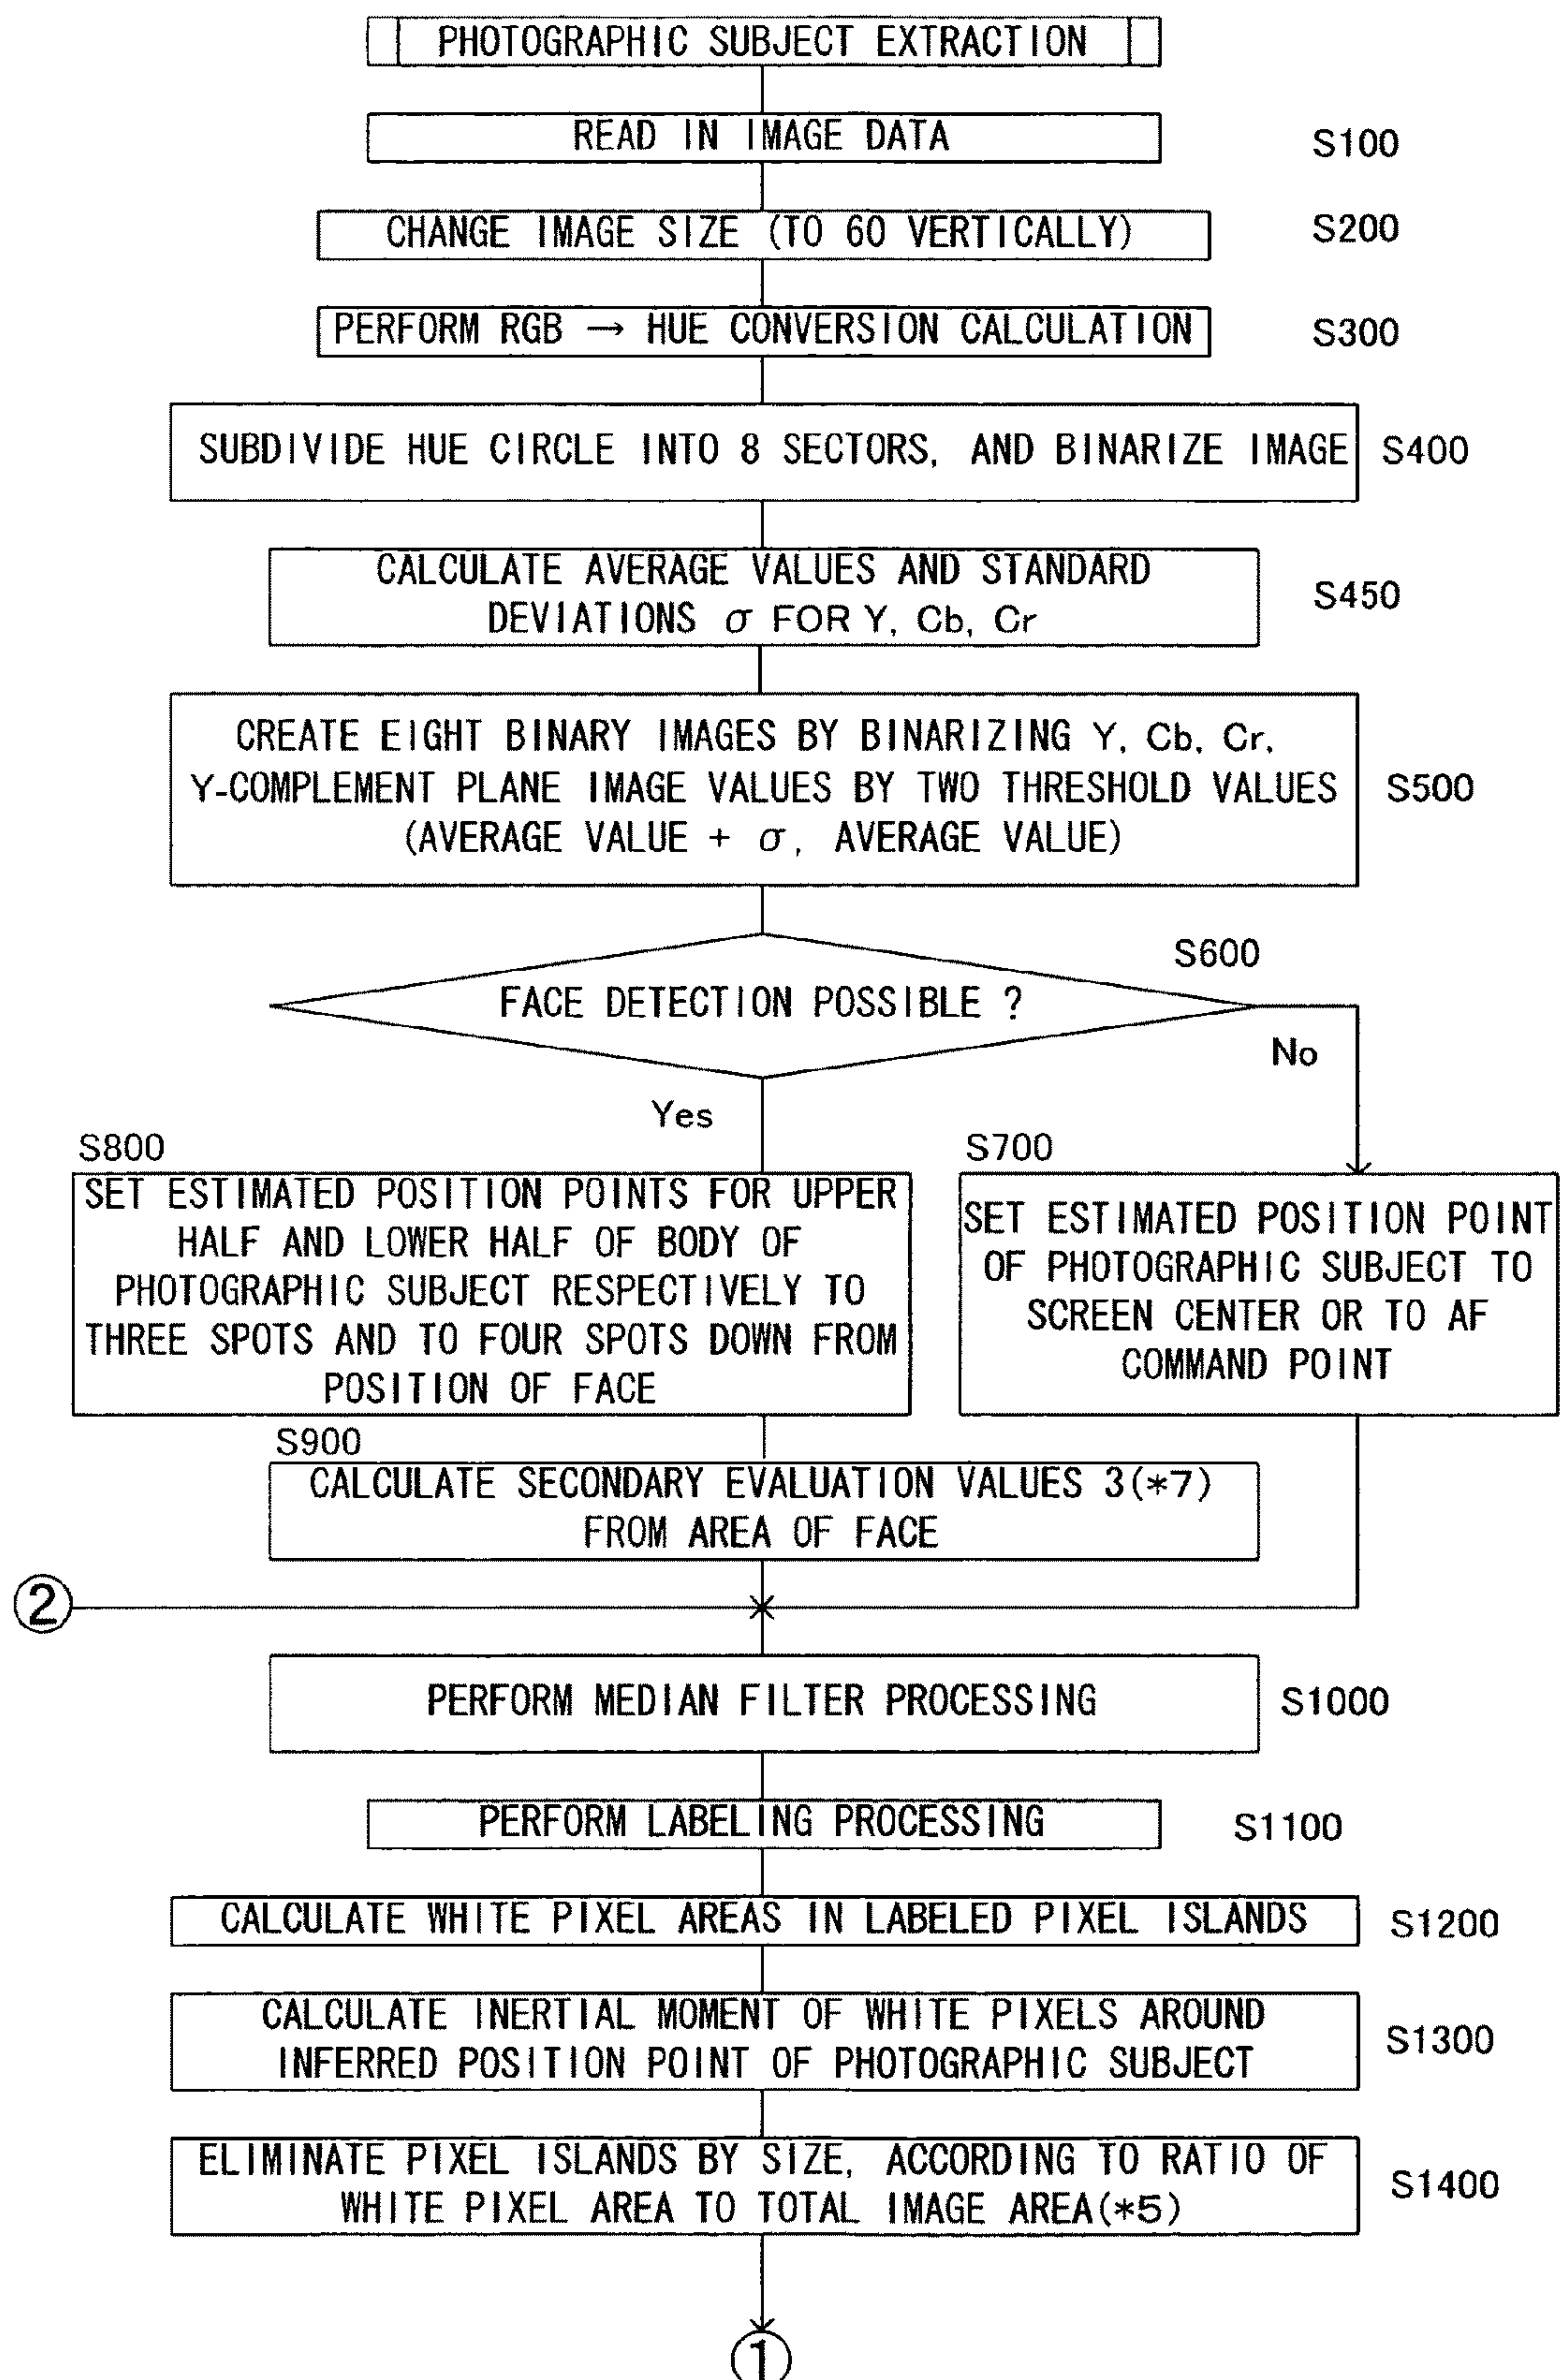 PHOTOGRAPHIC SUBJECT EXTRACTION
READ IN IMAGE DATA
S100
CHANGE IMAGE SIZE (TO 60 VERTICALLY)
S200
PERFORM RGB → HUE CONVERSION CALCULATION
S300
SUBDIVIDE HUE CIRCLE INTO 8 SECTORS, AND BINARIZE IMAGE
S400
CALCULATE AVERAGE VALUES AND STANDARD
DEVIATIONS σ FOR Y, Cb, Cr
S450
CREATE EIGHT BINARY IMAGES BY BINARIZING Y, Cb, Cr,
Y-COMPLEMENT PLANE IMAGE VALUES BY TWO THRESHOLD VALUES
(AVERAGE VALUE + σ, AVERAGE VALUE)
S500
S600
FACE DETECTION POSSIBLE ?
No
Yes
S800
SET ESTIMATED POSITION POINTS FOR UPPER
HALF AND LOWER HALF OF BODY OF
PHOTOGRAPHIC SUBJECT RESPECTIVELY TO
THREE SPOTS AND TO FOUR SPOTS DOWN FROM
POSITION OF FACE
S700
SET ESTIMATED POSITION POINT
OF PHOTOGRAPHIC SUBJECT TO
SCREEN CENTER OR TO AF
COMMAND POINT
S900
CALCULATE SECONDARY EVALUATION VALUES 3(*7)
FROM AREA OF FACE
②
PERFORM MEDIAN FILTER PROCESSING
S1000
PERFORM LABELING PROCESSING
S1100
CALCULATE WHITE PIXEL AREAS IN LABELED PIXEL ISLANDS
S1200
CALCULATE INERTIAL MOMENT OF WHITE PIXELS AROUND
INFERRED POSITION POINT OF PHOTOGRAPHIC SUBJECT
S1300
ELIMINATE PIXEL ISLANDS BY SIZE, ACCORDING TO RATIO OF
WHITE PIXEL AREA TO TOTAL IMAGE AREA(*5)
S1400
①